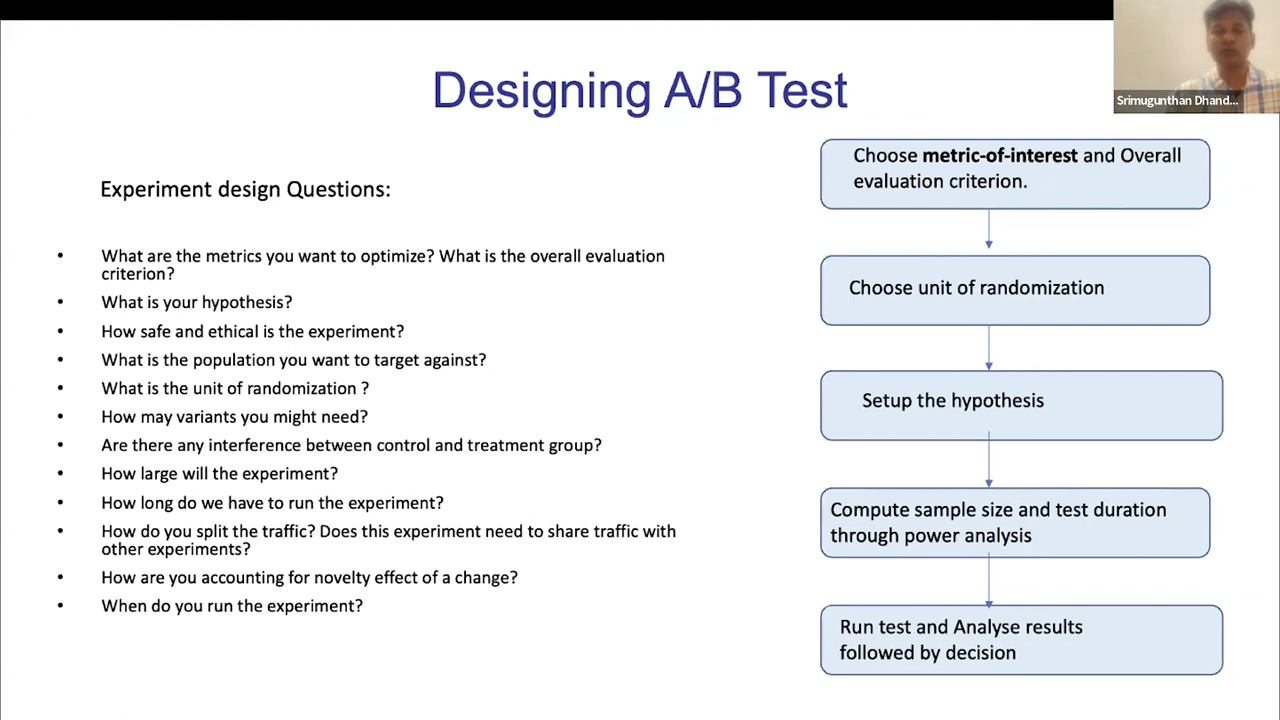 Designing A/B Test
Srimugunthan Dhand...
Experiment design Questions:
• What are the metrics you want to optimize? What is the overall evaluation
criterion?
• What is your hypothesis?
• How safe and ethical is the experiment?
• What is the population you want to target against?
• What is the unit of randomization ?
• How may variants you might need?
• Are there any interference between control and treatment group?
• How large will the experiment?
• How long do we have to run the experiment?
• How do you split the traffic? Does this experiment need to share traffic with
other experiments?
• How are you accounting for novelty effect of a change?
• When do you run the experiment?
Choose metric-of-interest and Overall
evaluation criterion.
Choose unit of randomization
Setup the hypothesis
Compute sample size and test duration
through power analysis
Run test and Analyse results
followed by decision